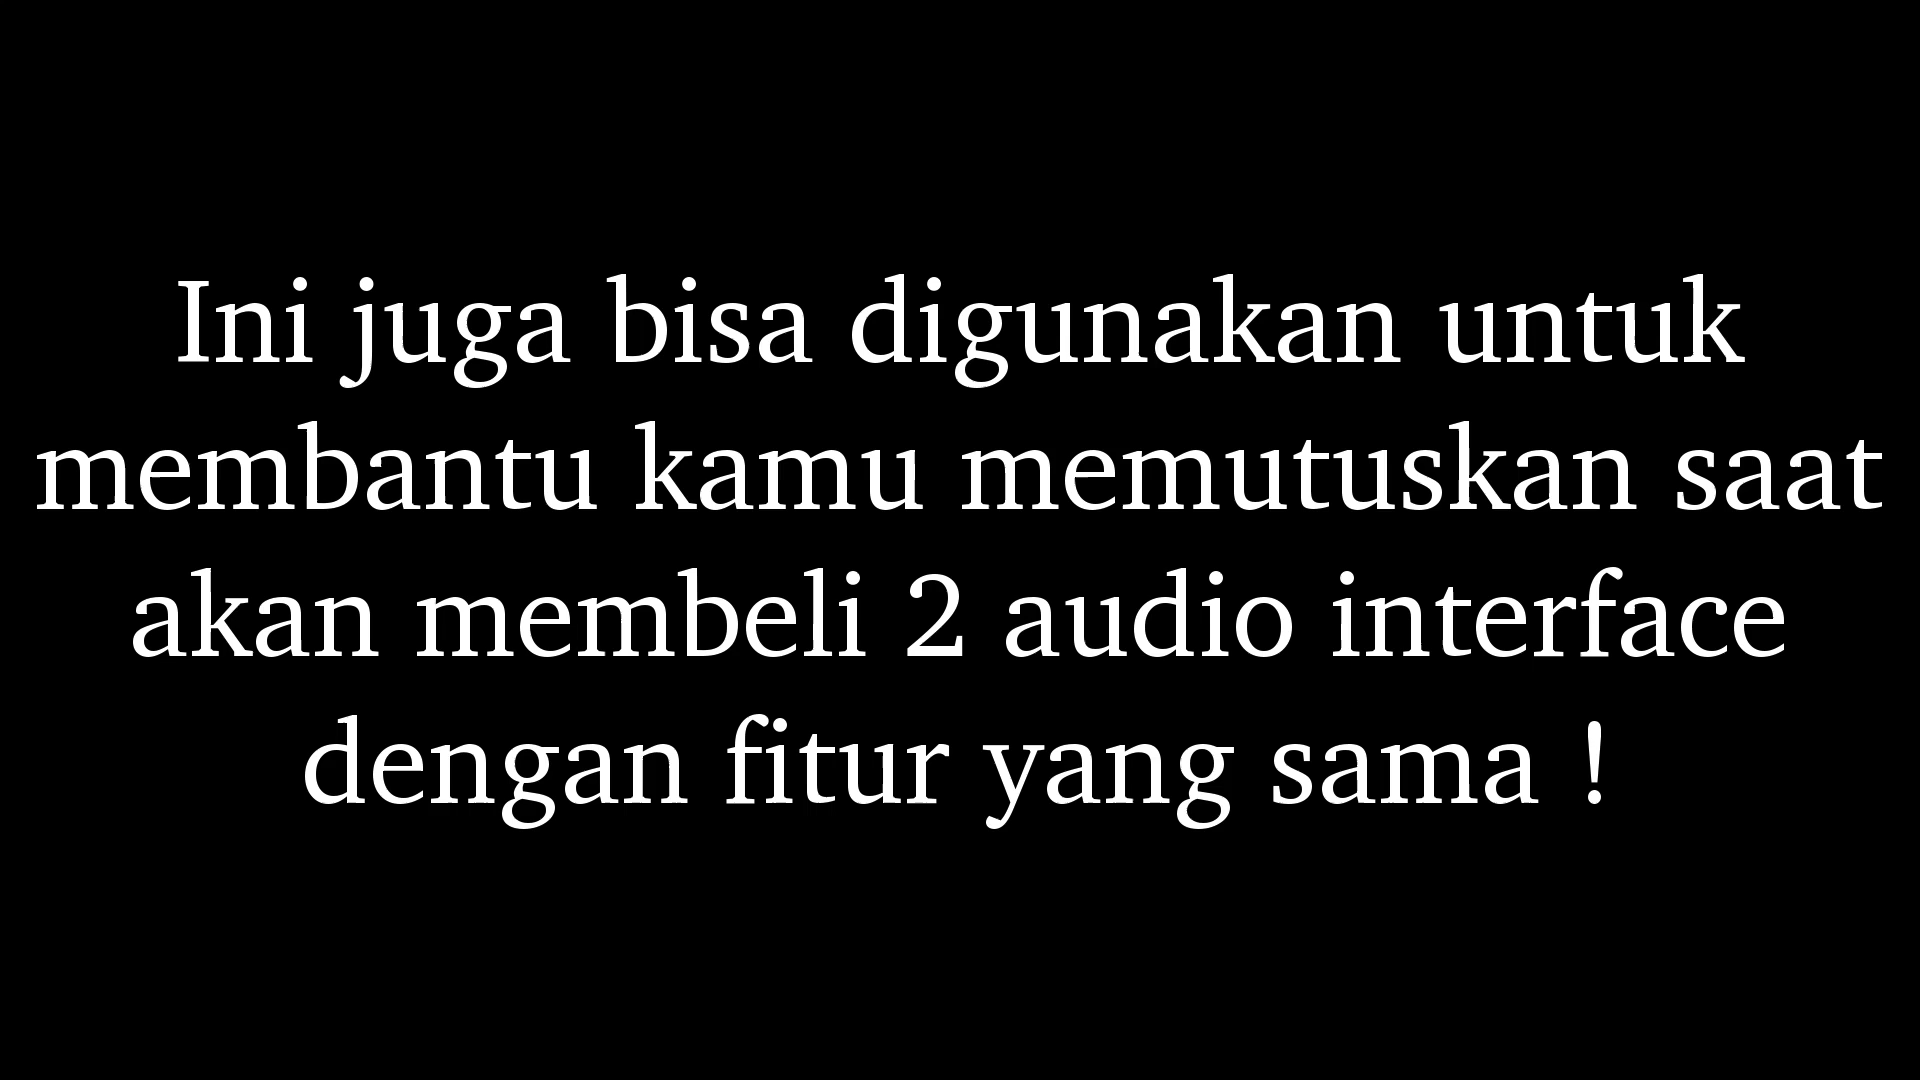 Ini juga bisa digunakan untuk
membantu kamu memutuskan saat
akan membeli 2 audio interface
dengan fitur yang sama !